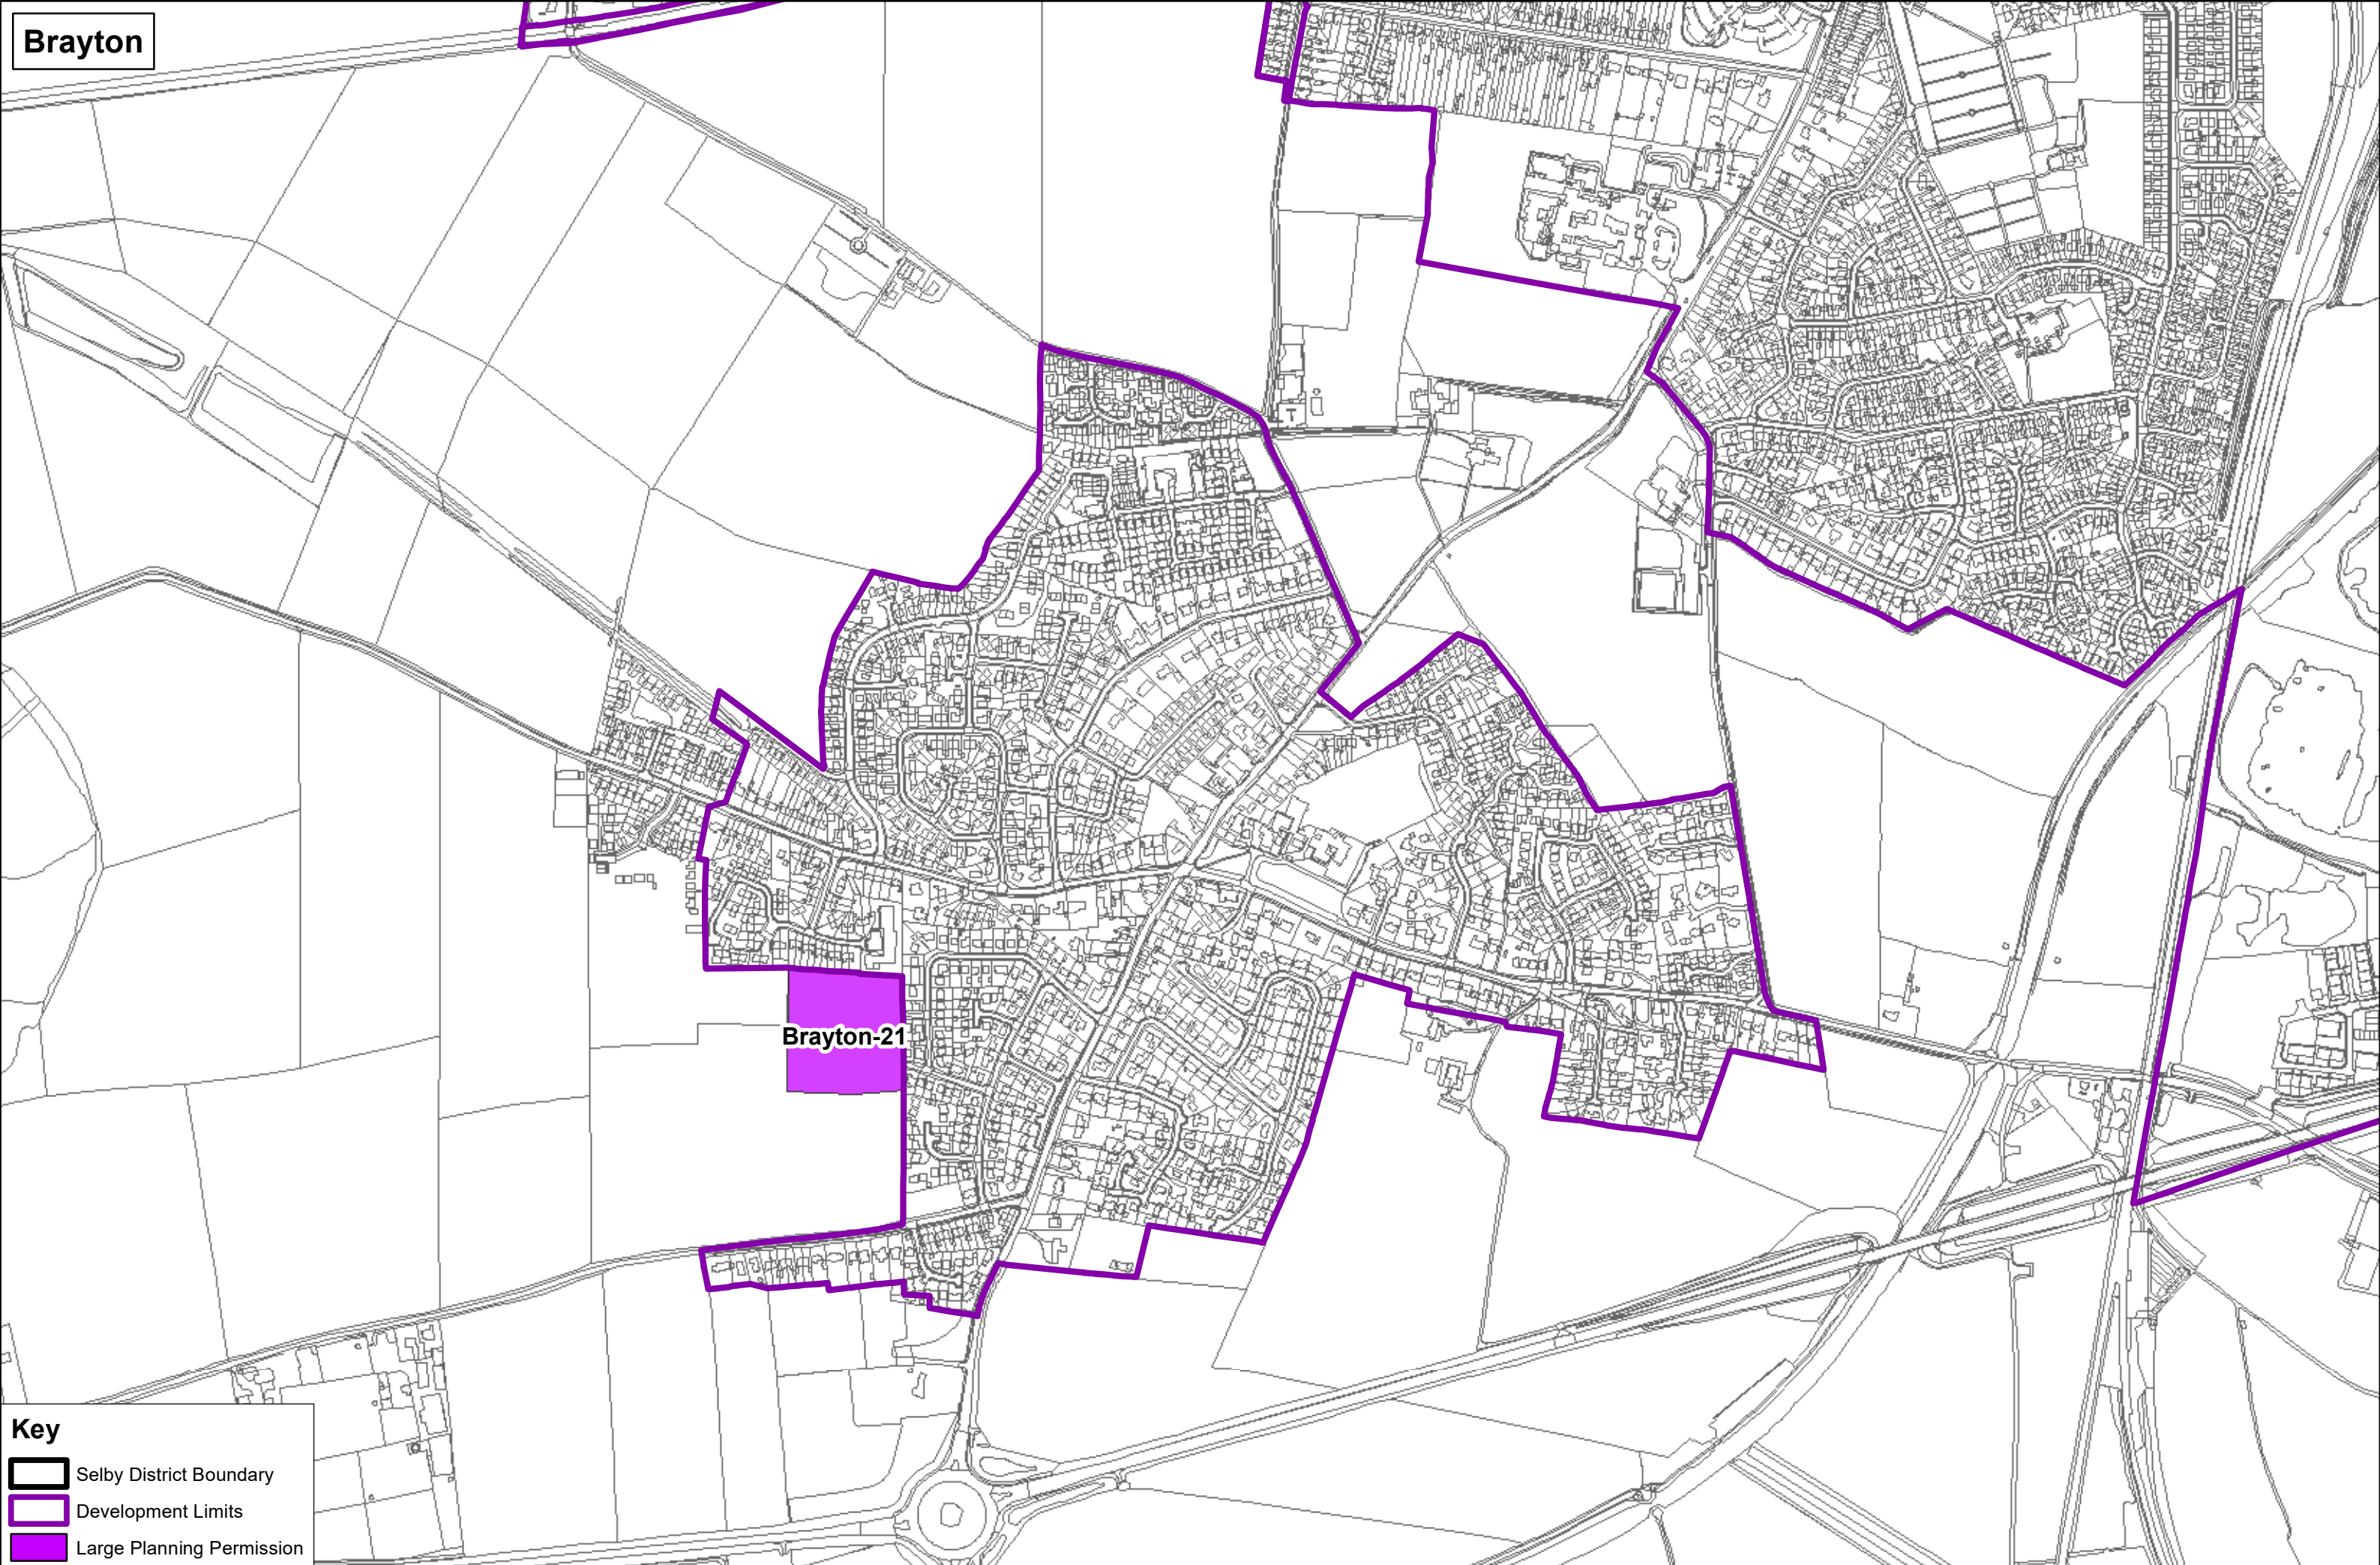 Brayton
Brayton-21
Key
Selby District Boundary
Development Limits
Large Planning Permission